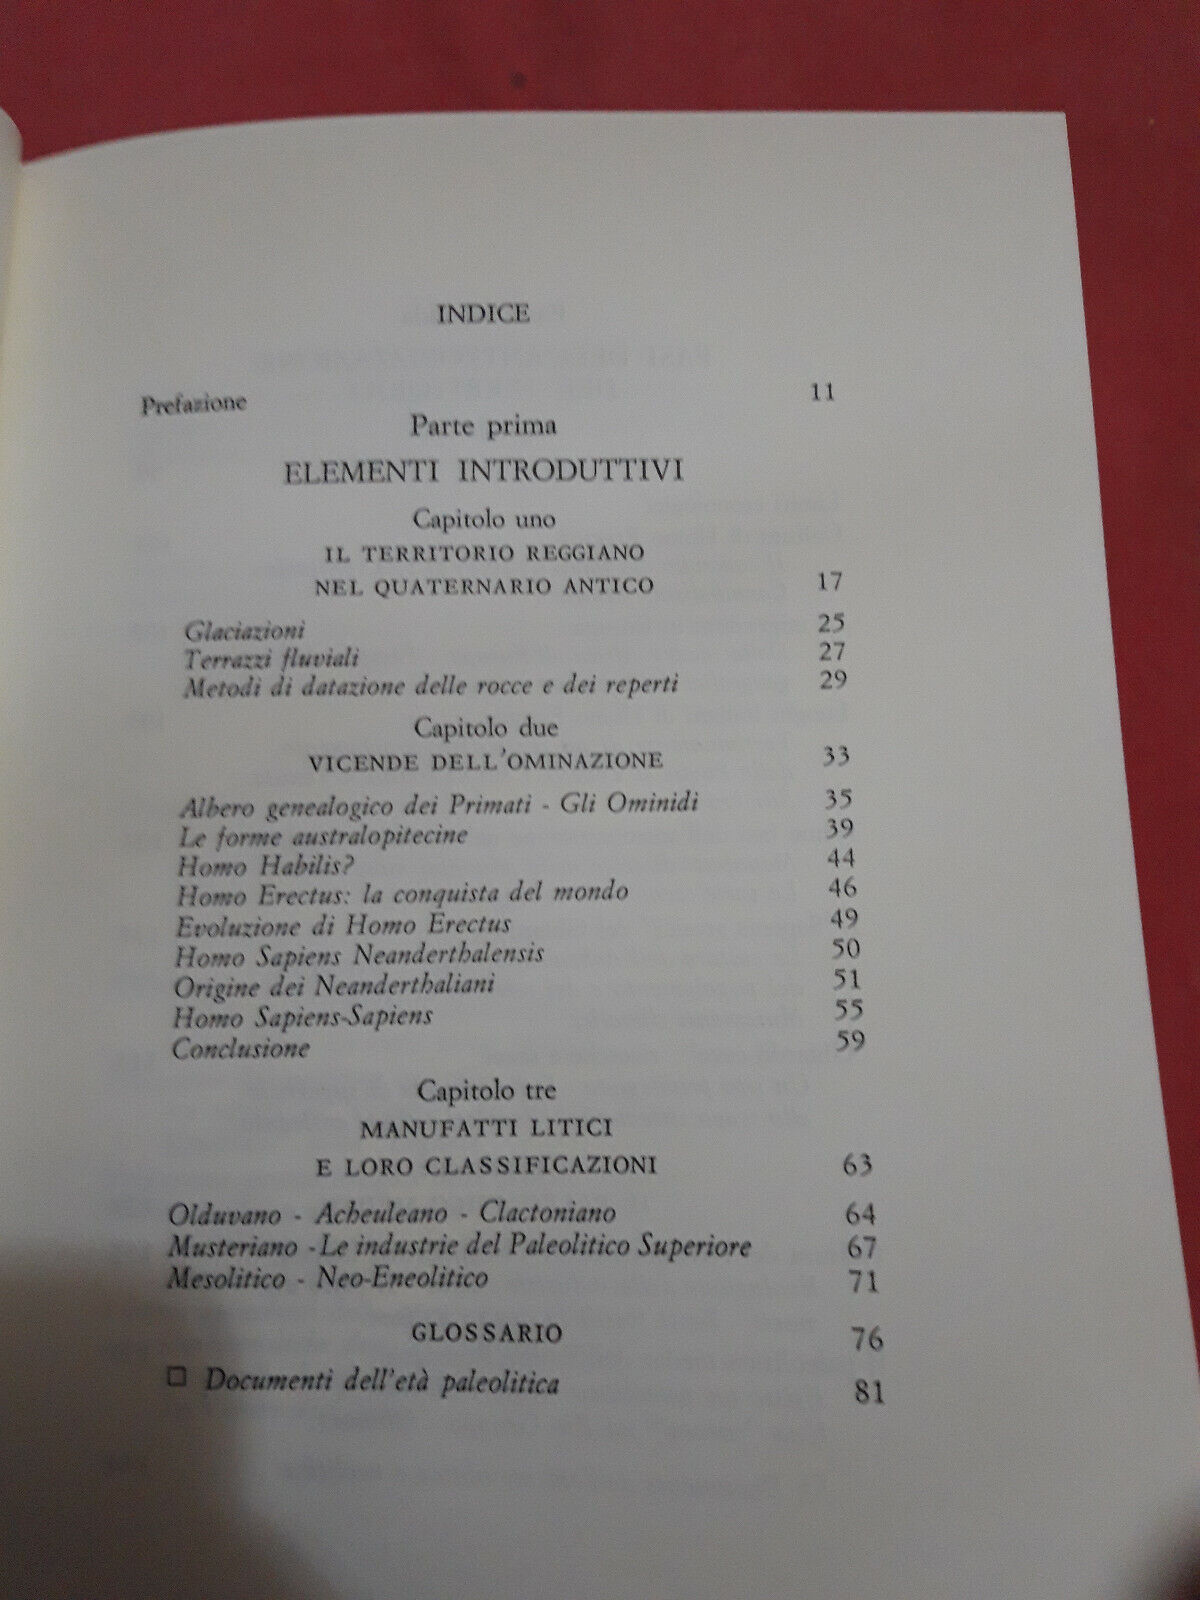 INDICE
Prefazione 11
Parte prima
ELEMENTI INTRODUTTIVI
Capitolo uno
IL TERRITORIO REGGIANO
NEL QUATERNARIO ANTICO 17
Glaciazioni 25
Terrazzi fluviali 27
Metodi di datazione delle rocce e dei reperti 29
Capitolo due
VICENDE DELL'OMINAZIONE 33
Albero genealogico dei Primati - Gli Ominidi 35
Le forme australopitecine 39
Homo Habilis? 44
Homo Erectus: la conquista del mondo 46
Evoluzione di Homo Erectus 49
Homo Sapiens Neanderthalensis 50
Origine dei Neanderthaliani 51
Homo Sapiens-Sapiens 55
Conclusione 59
Capitolo tre
MANUFATTI LITICI
E LORO CLASSIFICAZIONI 63
Olduvano - Acheuleano - Clactoniano 64
Musteriano -Le industrie del Paleolitico Superiore 67
Mesolitico - Neo-Eneolitico 71
GLOSSARIO 76
□ Documenti dell'età paleolitica 81